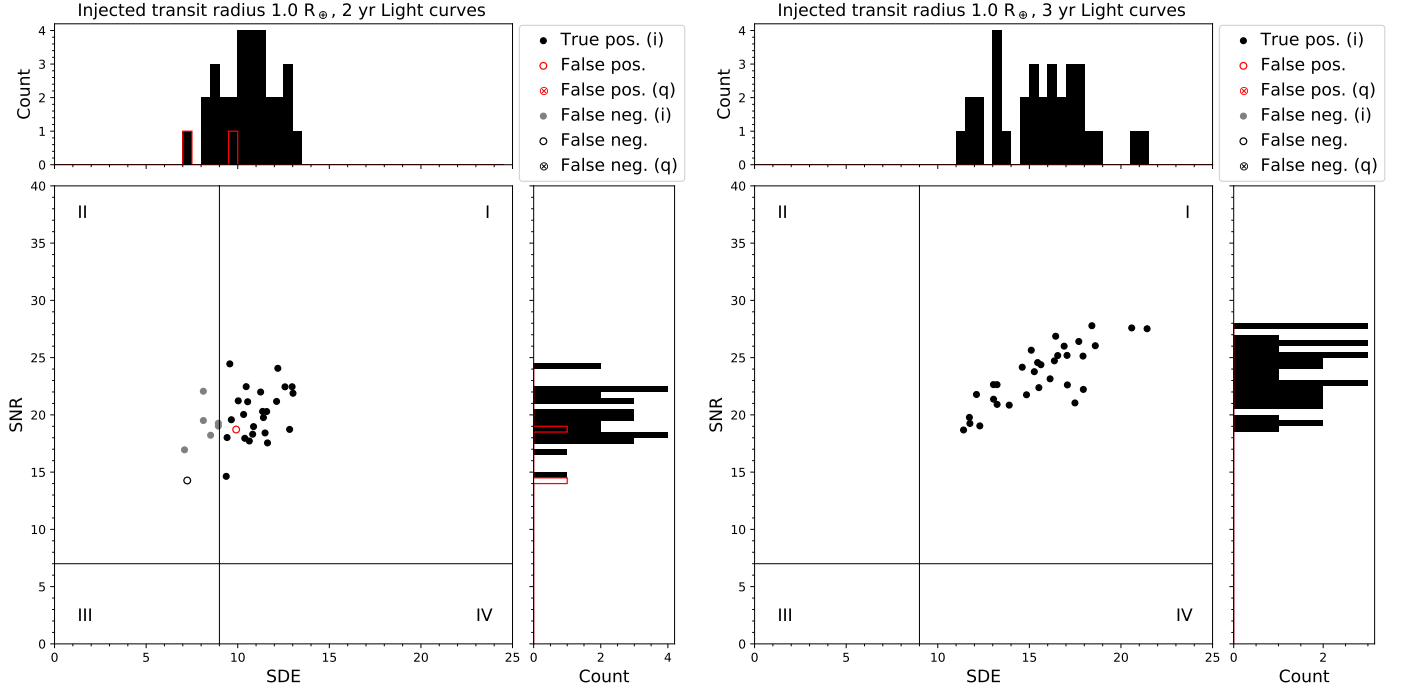 Injected transit radius 1.0 R⊕, 2 yr Light curves
Count
4
3
2
1
0
True pos. (i)
False pos.
False pos. (q)
False neg. (i)
False neg.
False neg. (q)
SNR
40
35
30
25
20
15
10
5
0
II
I
III
IV
0
5
10
15
20
25
SDE
0
2
4
Count
Injected transit radius 1.0 R⊕, 3 yr Light curves
Count
4
3
2
1
0
True pos. (i)
False pos.
False pos. (q)
False neg. (i)
False neg.
False neg. (q)
SNR
40
35
30
25
20
15
10
5
0
II
I
III
IV
0
5
10
15
20
25
SDE
0
2
Count